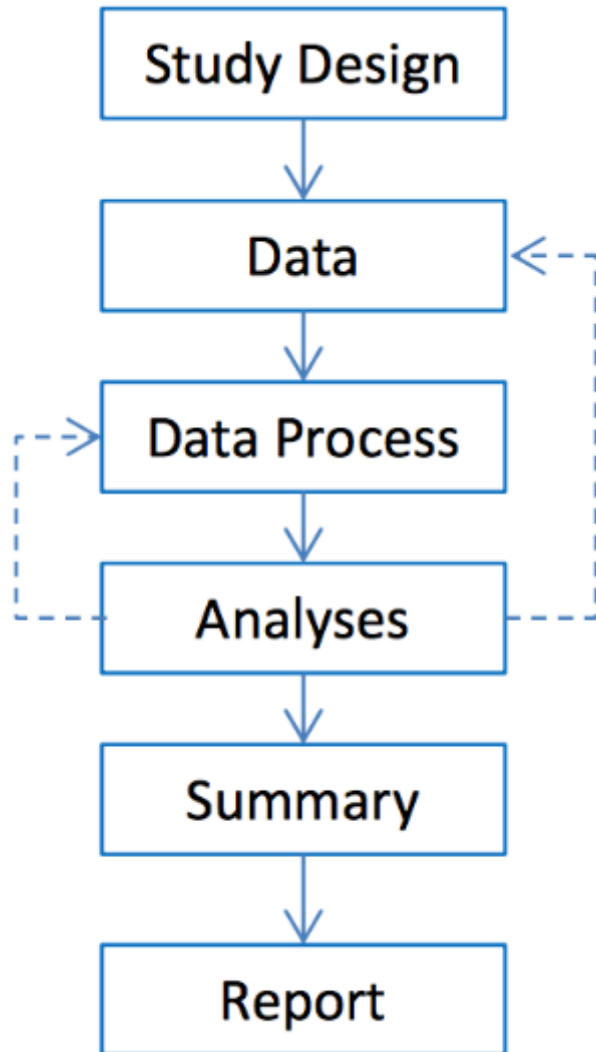 Study Design
Data
Data Process
Analyses
Summary
Report